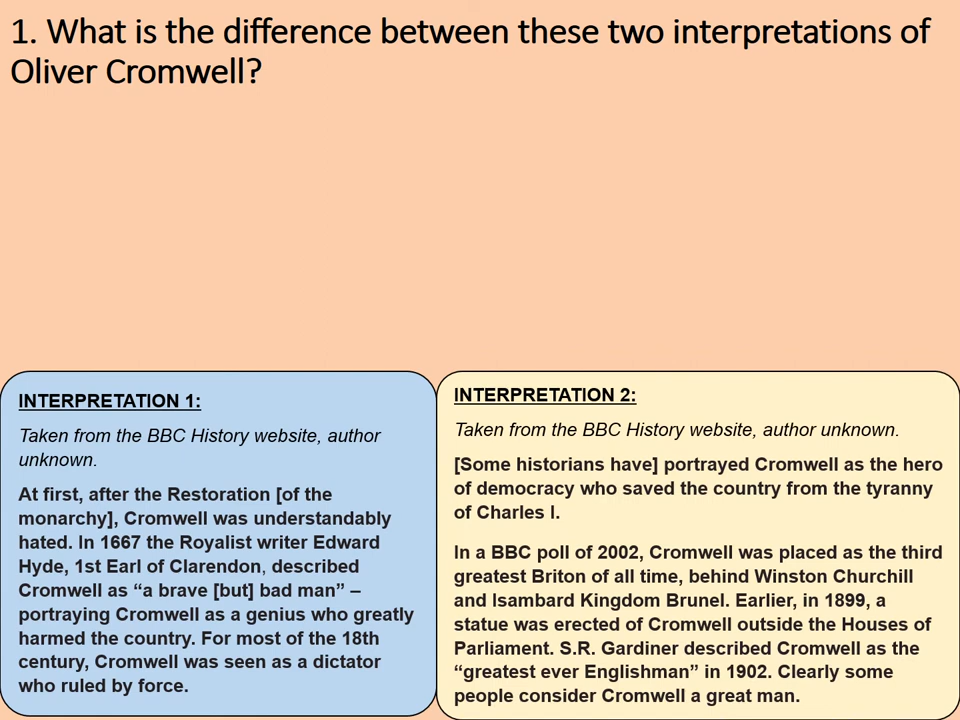 1. What is the difference between these two interpretations of
Oliver Cromwell?
INTERPRETATION 1:
Taken from the BBC History website, author
unknown.
At first, after the Restoration [of the
monarchy], Cromwell was understandably
hated. In 1667 the Royalist writer Edward
Hyde, 1st Earl of Clarendon, described
Cromwell as “a brave [but] bad man” –
portraying Cromwell as a genius who greatly
harmed the country. For most of the 18th
century, Cromwell was seen as a dictator
who ruled by force.
INTERPRETATION 2:
Taken from the BBC History website, author unknown.
[Some historians have] portrayed Cromwell as the hero
of democracy who saved the country from the tyranny
of Charles I.
In a BBC poll of 2002, Cromwell was placed as the third
greatest Briton of all time, behind Winston Churchill
and Isambard Kingdom Brunel. Earlier, in 1899, a
statue was erected of Cromwell outside the Houses of
Parliament. S.R. Gardiner described Cromwell as the
“greatest ever Englishman” in 1902. Clearly some
people consider Cromwell a great man.